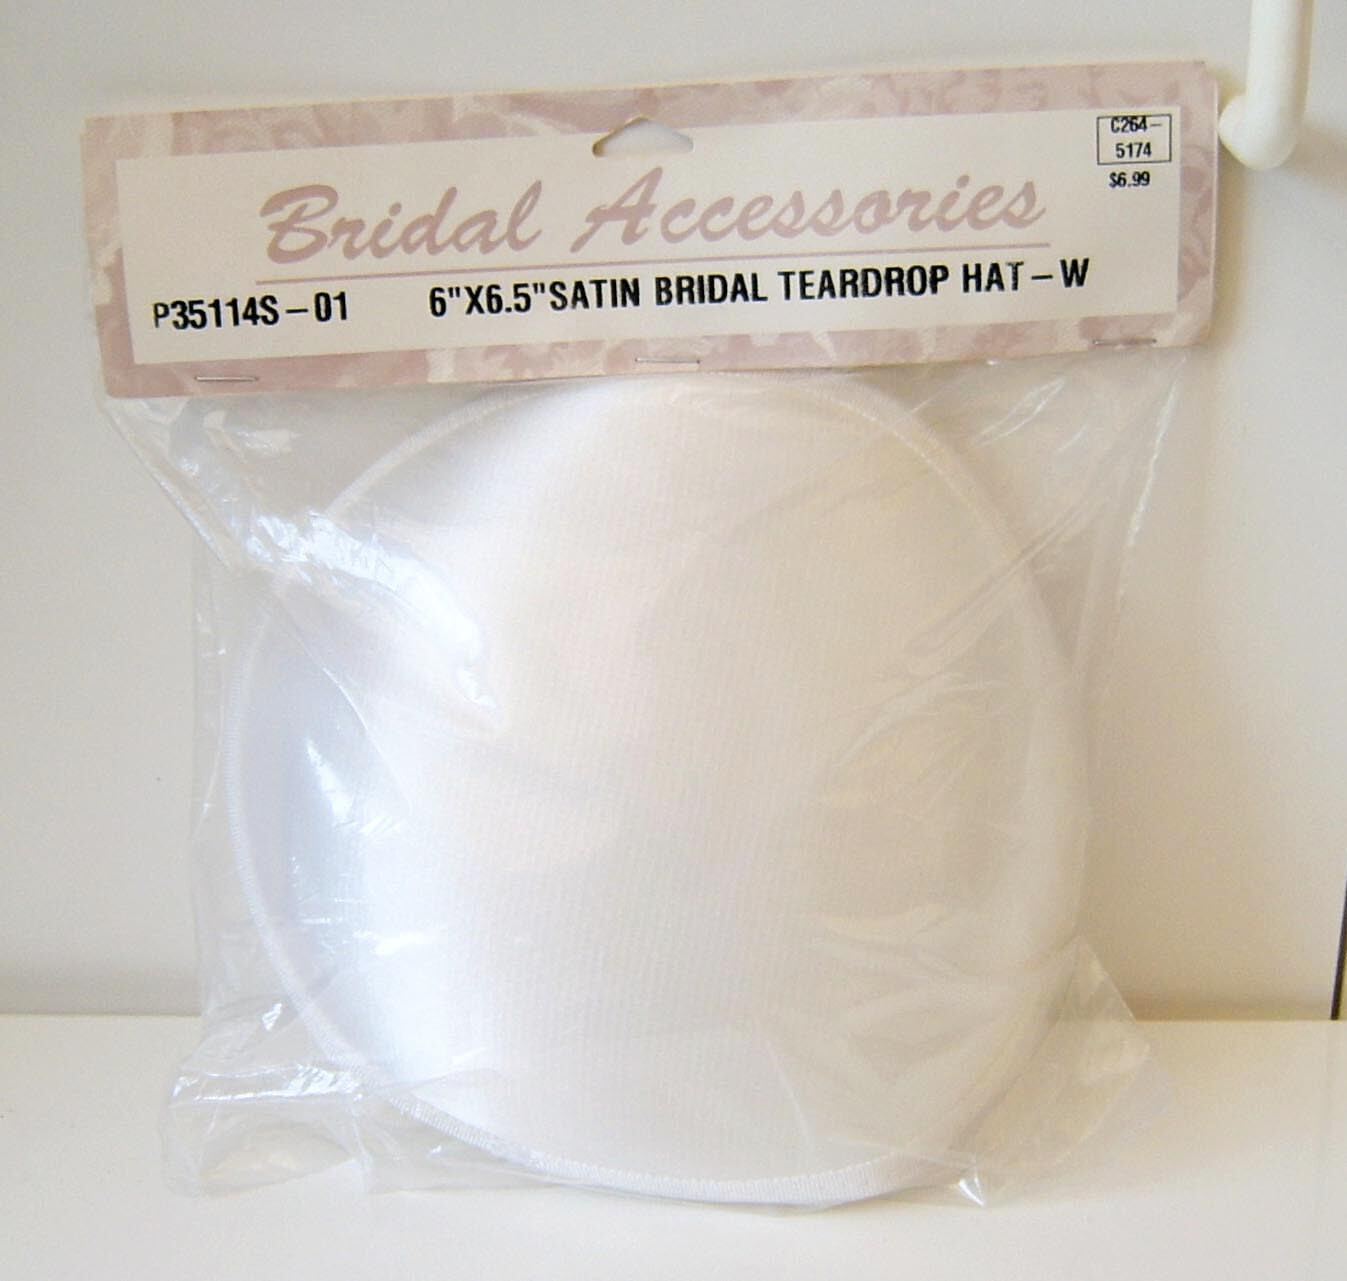 C264-
5174
$6.99
Bridal Accessories
P35114S-01 6"X6.5"SATIN BRIDAL TEARDROP HAT-W